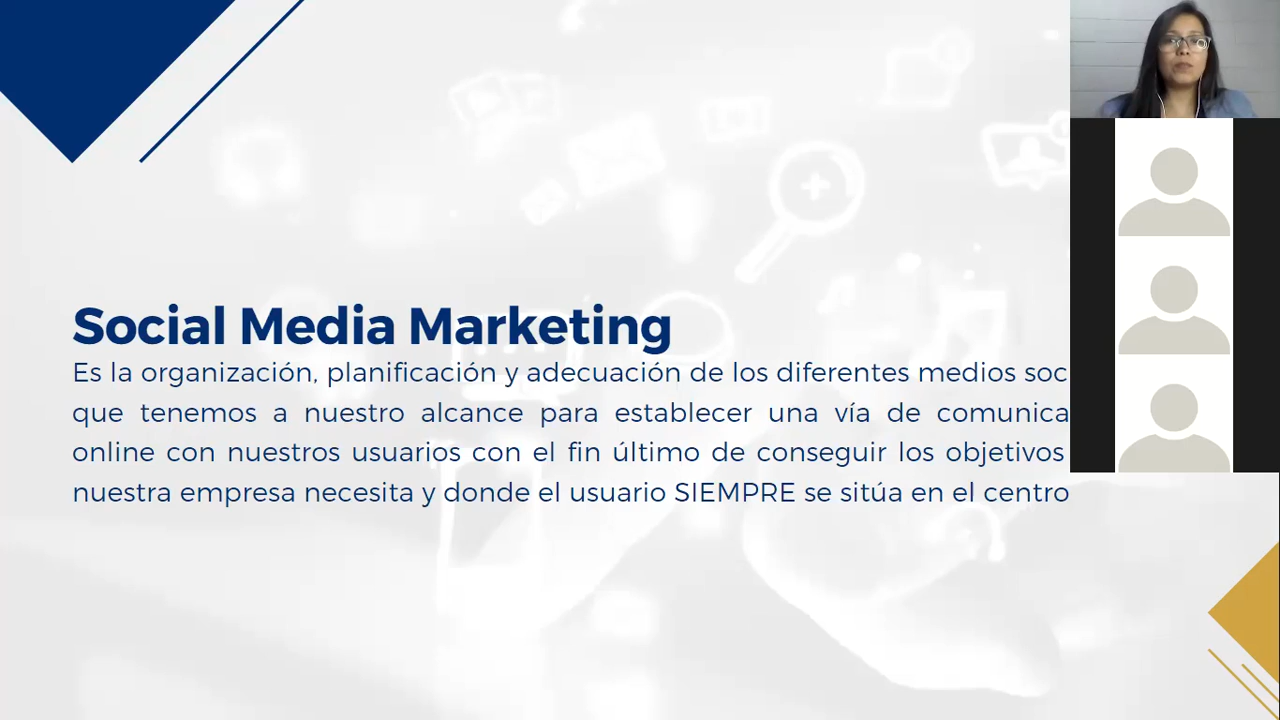 Social Media Marketing
Es la organización, planificación y adecuación de los diferentes medios soc
que tenemos a nuestro alcance para establecer una vía de comunica
online con nuestros usuarios con el fin último de conseguir los objetivos
nuestra empresa necesita y donde el usuario SIEMPRE se sitúa en el centro